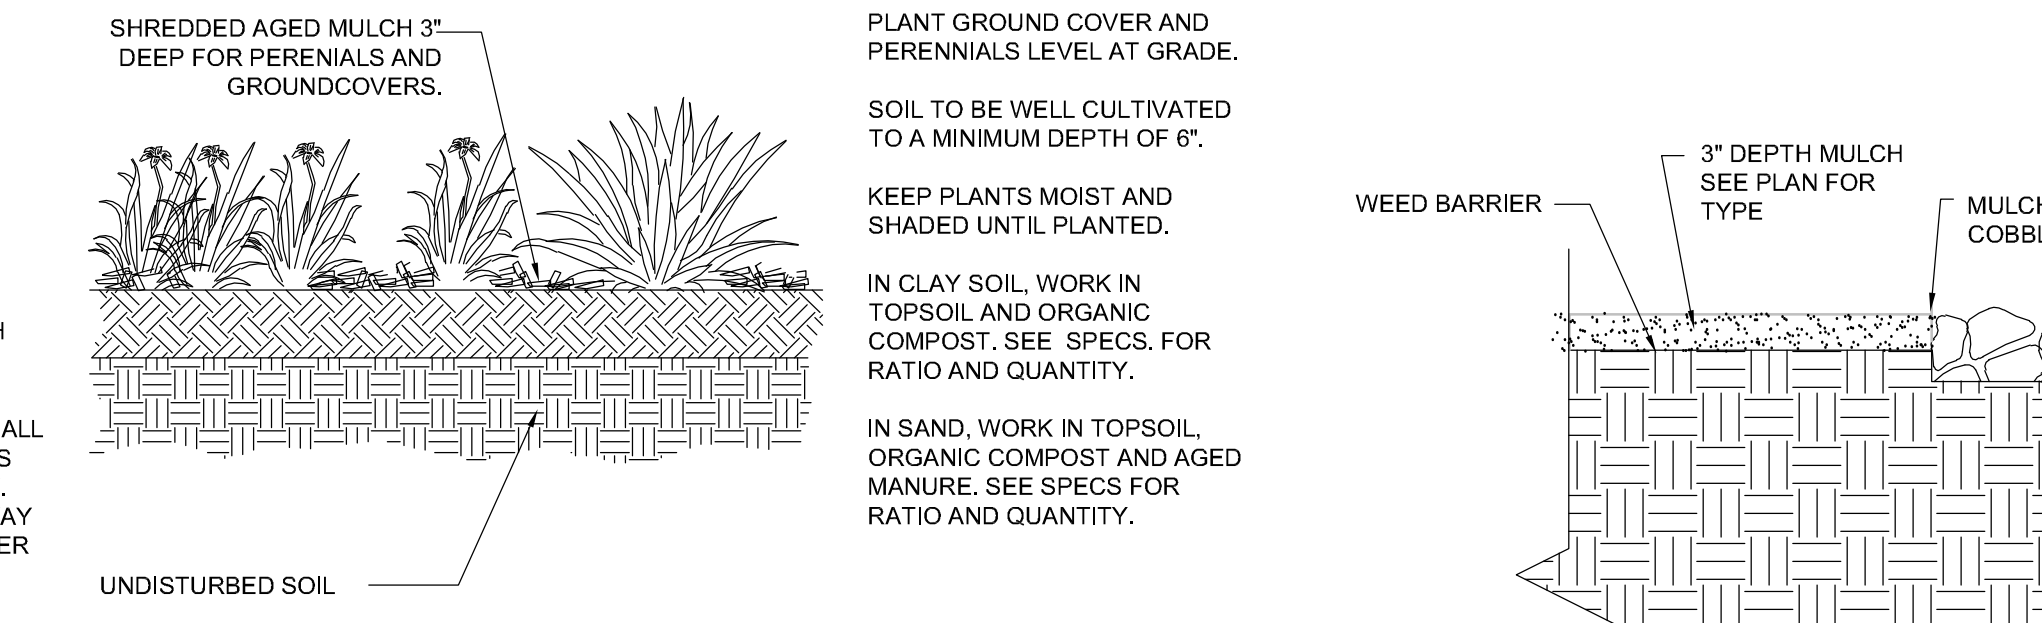 SHREDDED AGED MULCH 3"
DEEP FOR PERENIALS AND
GROUNDCOVERS.
UNDISTURBED SOIL
PLANT GROUND COVER AND
PERENNIALS LEVEL AT GRADE.
SOIL TO BE WELL CULTIVATED
TO A MINIMUM DEPTH OF 6".
KEEP PLANTS MOIST AND
SHADED UNTIL PLANTED.
IN CLAY SOIL, WORK IN
TOPSOIL AND ORGANIC
COMPOST. SEE SPECS. FOR
RATIO AND QUANTITY.
IN SAND, WORK IN TOPSOIL,
ORGANIC COMPOST AND AGED
MANURE. SEE SPECS FOR
RATIO AND QUANTITY.
WEED BARRIER
3" DEPTH MULCH
SEE PLAN FOR
TYPE